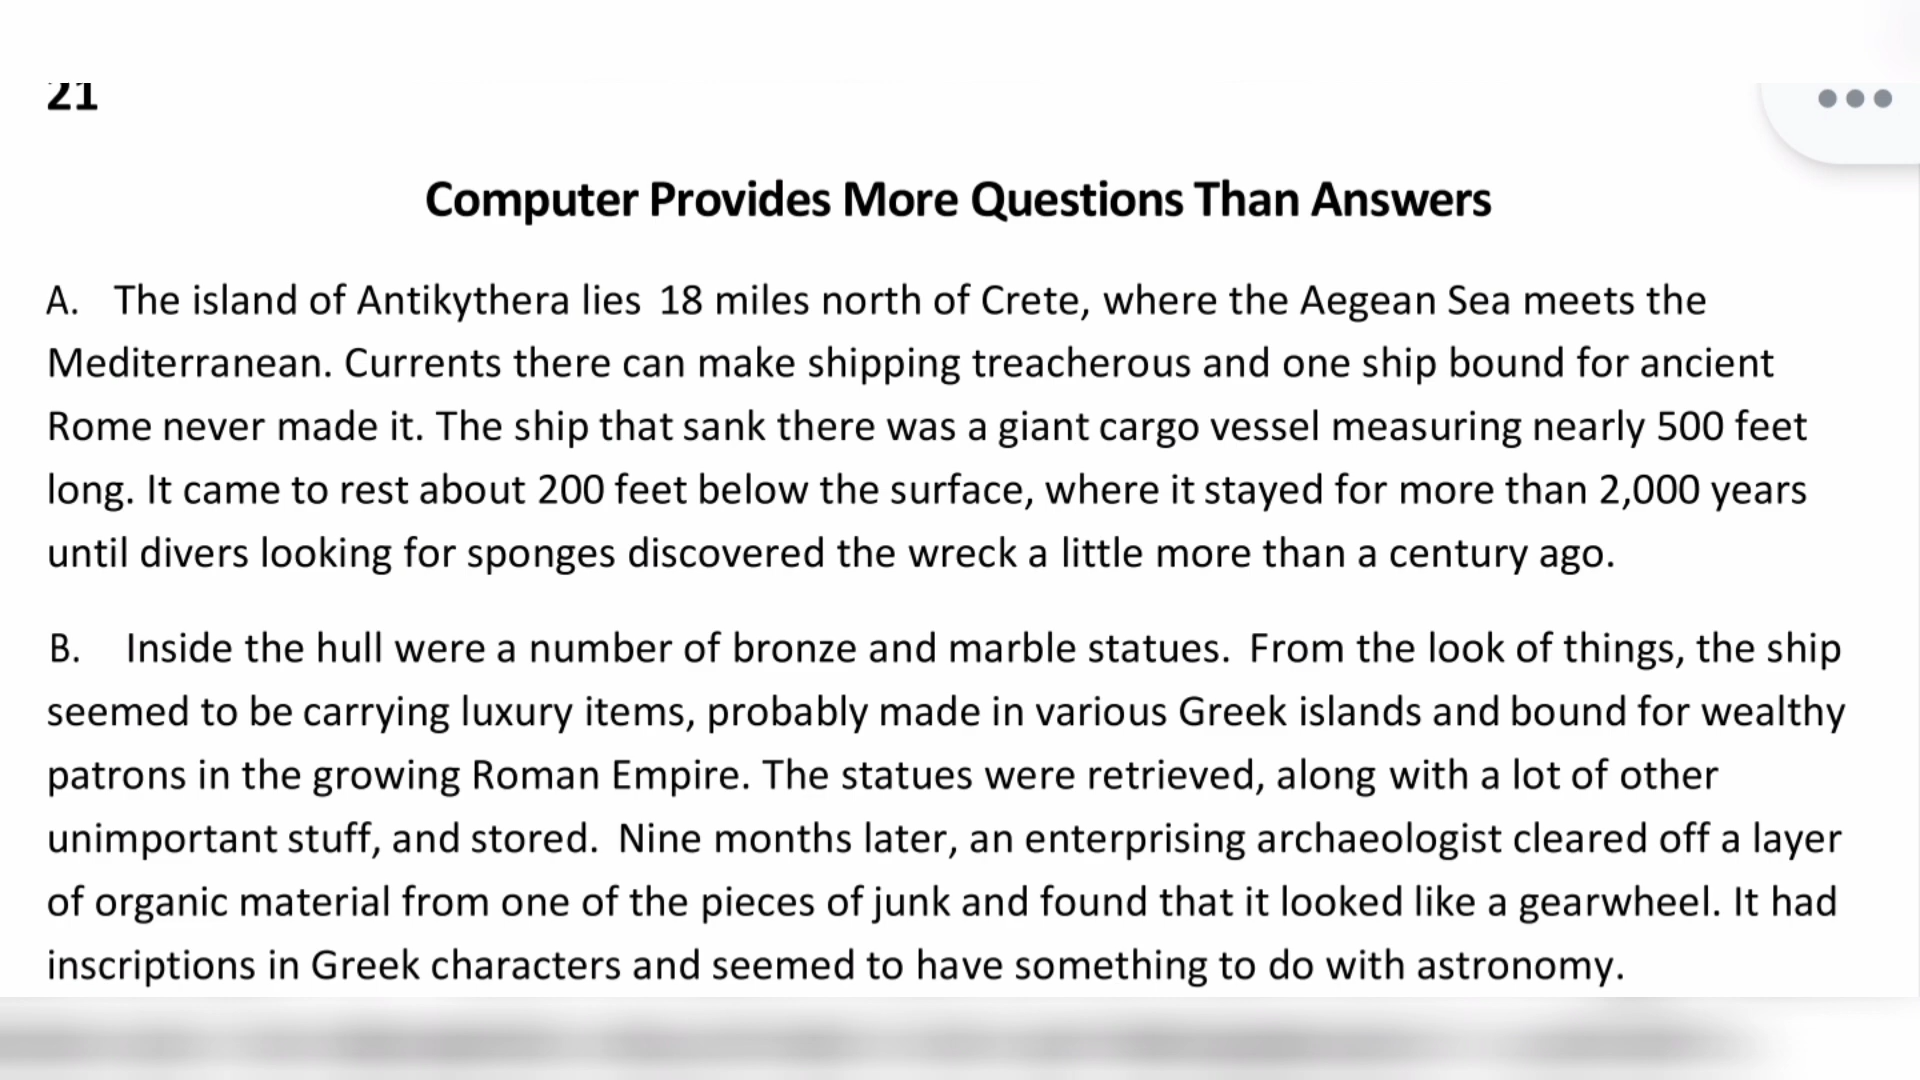 21
Computer Provides More Questions Than Answers
A. The island of Antikythera lies 18 miles north of Crete, where the Aegean Sea meets the
Mediterranean. Currents there can make shipping treacherous and one ship bound for ancient
Rome never made it. The ship that sank there was a giant cargo vessel measuring nearly 500 feet
long. It came to rest about 200 feet below the surface, where it stayed for more than 2,000 years
until divers looking for sponges discovered the wreck a little more than a century ago.
B. Inside the hull were a number of bronze and marble statues. From the look of things, the ship
seemed to be carrying luxury items, probably made in various Greek islands and bound for wealthy
patrons in the growing Roman Empire. The statues were retrieved, along with a lot of other
unimportant stuff, and stored. Nine months later, an enterprising archaeologist cleared off a layer
of organic material from one of the pieces of junk and found that it looked like a gearwheel. It had
inscriptions in Greek characters and seemed to have something to do with astronomy.